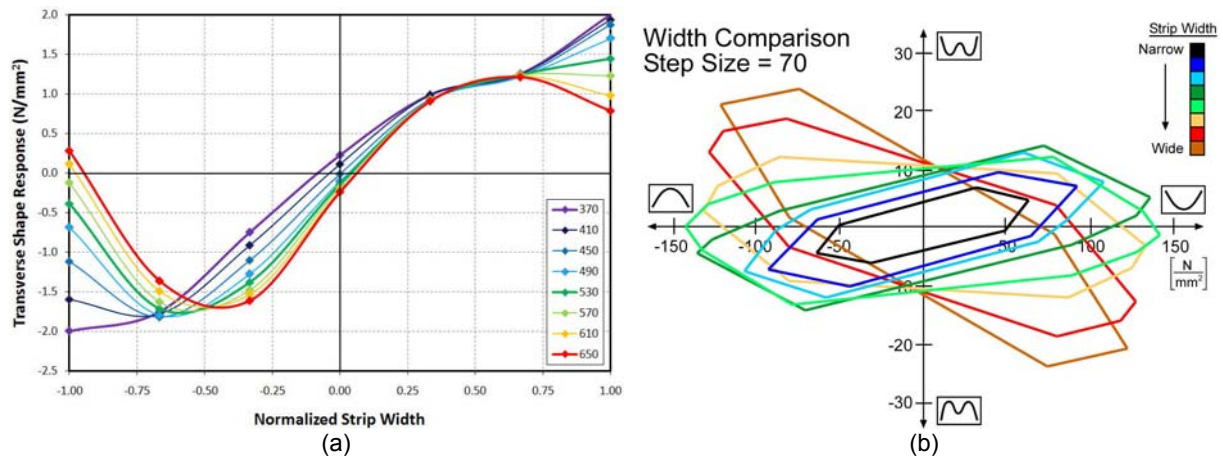 Transverse Shape Response (N/mm²)
2.0
1.5
1.0
0.5
0.0
-0.5
-1.0
-1.5
-2.0
-2.5
-1.00 -0.75 -0.50 -0.25 0.00 0.25 0.50 0.75 1.00
Normalized Strip Width
370
410
450
490
530
570
610
650
(a)
Width Comparison
Step Size = 70
Strip Width
Narrow
Wide
30
20
10
-150 -100 -50 50 100 150
[N/mm²]
-10
-20
-30
(b)